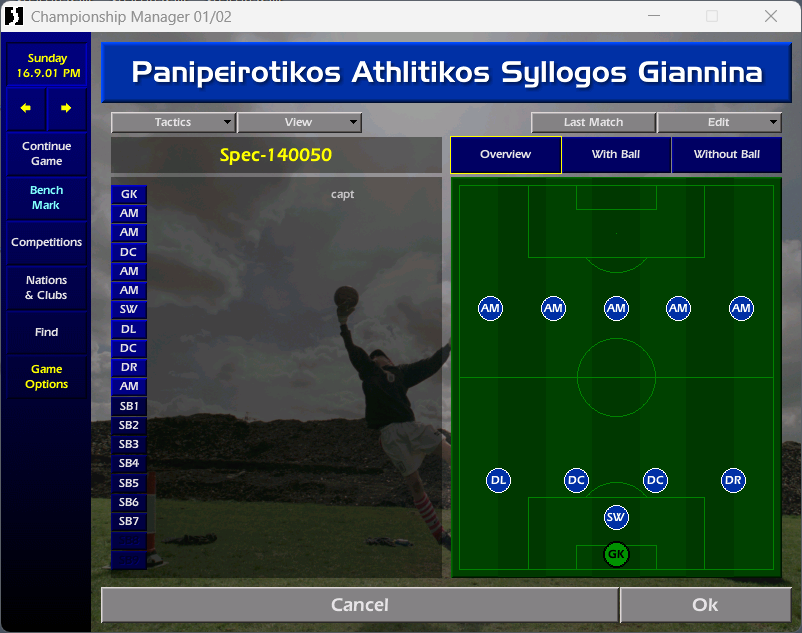 Championship Manager 01/02
Sunday
16.9.01 PM
Panipeirotikos Athlitikos Syllogos Giannina
Continue
Game
Bench
Mark
Competitions
Nations
& Clubs
Find
Game
Options
Tactics
View
Last Match
Edit
Spec-140050
Overview
With Ball
Without Ball
GK capt
AM
AM
DC
AM
AM
SW
DL
DC
DR
AM
SB1
SB2
SB3
SB4
SB5
SB6
SB7
AM AM AM AM AM
DL DC DC DR
SW
GK
Cancel
Ok